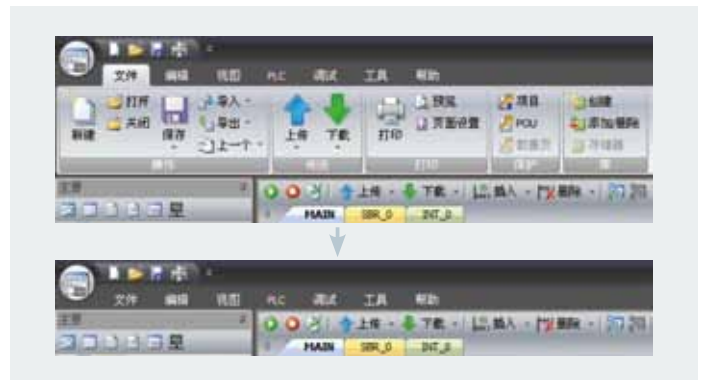 文件 编辑 视图 PLC 调试 工具 帮助
新建 打开 关闭 保存 导入 导出 上一个 上传 下载 打印 预览 页面设置 项目 POU 数据页 创建 添加/删除 存储器
操作 传送 打印 保护 库
主要 上传 下载 插入 删除
MAIN SBR_0 INT_0
文件 编辑 视图 PLC 调试 工具 帮助
主要 上传 下载 插入 删除
MAIN SBR_0 INT_0